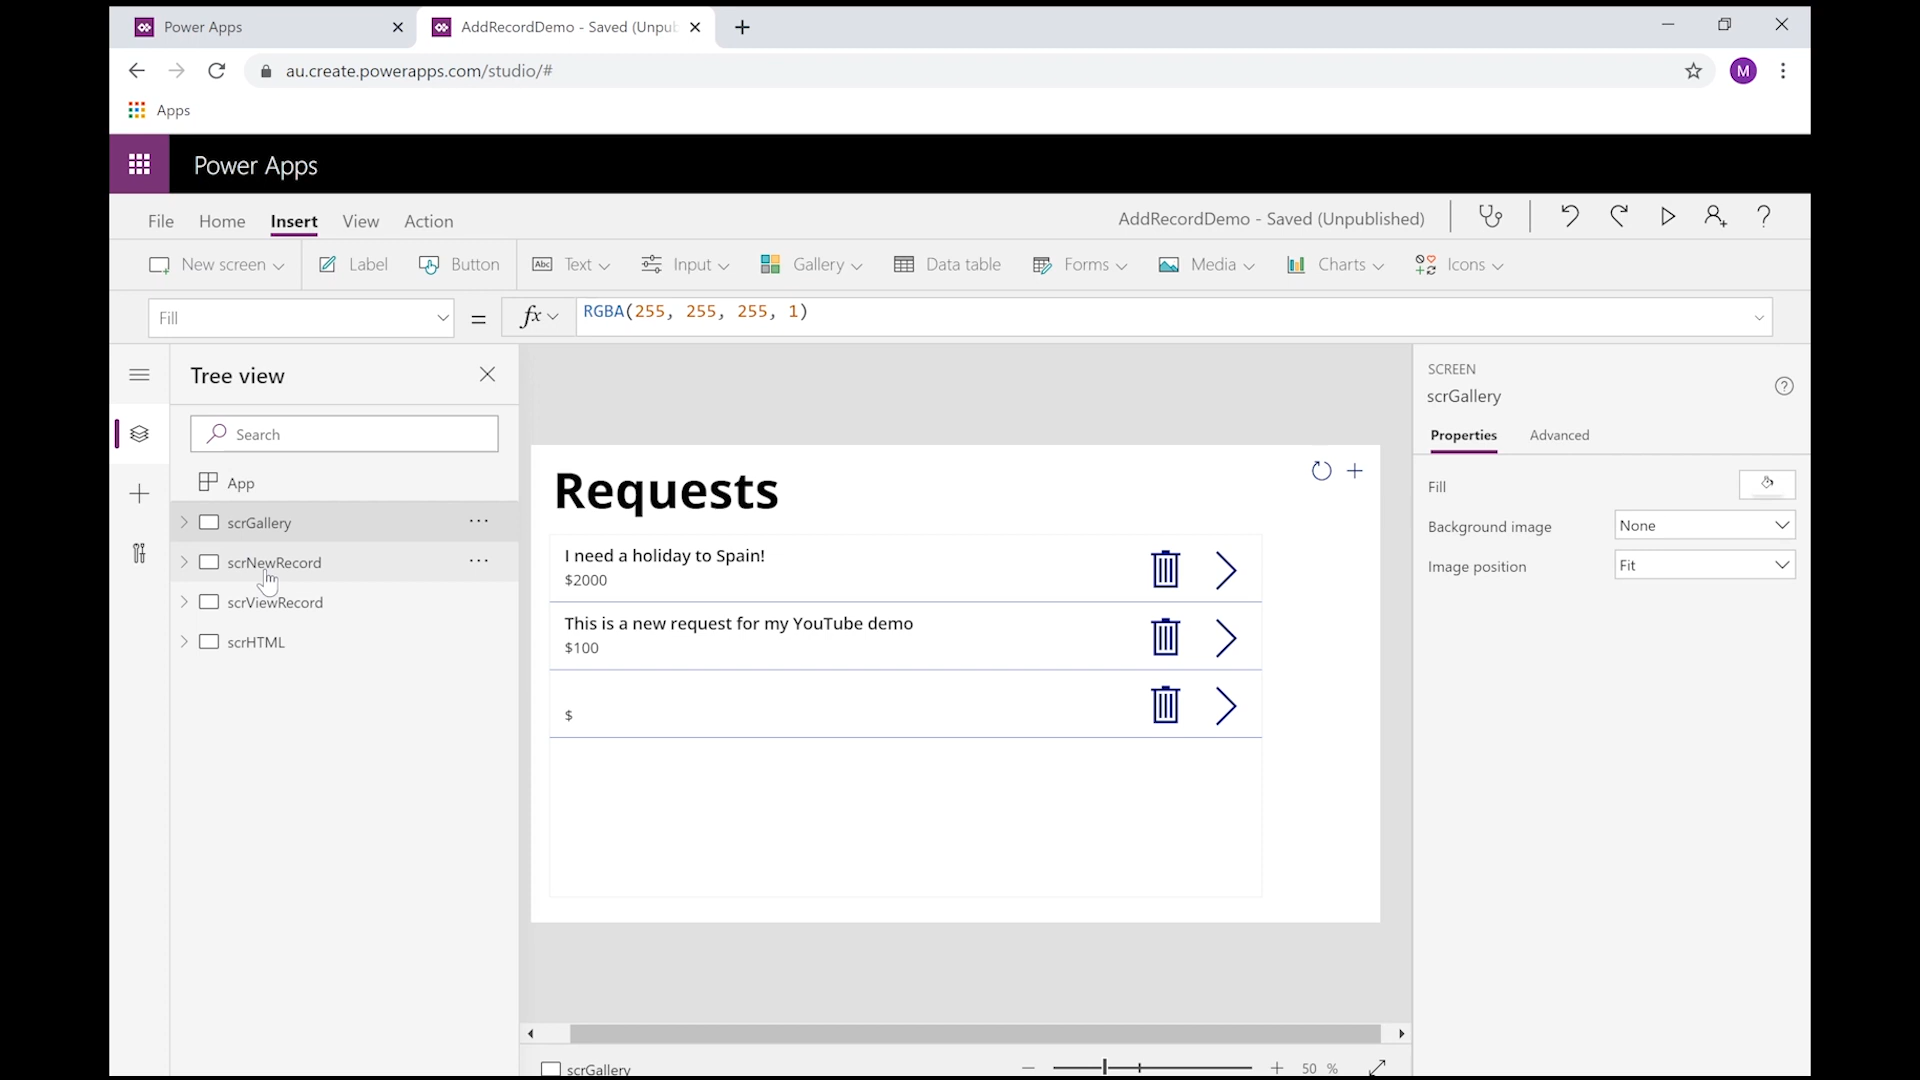 Power Apps
AddRecordDemo - Saved (Unpub
au.create.powerapps.com/studio/#
M
Apps
Power Apps
File Home Insert View Action
AddRecordDemo - Saved (Unpublished)
New screen Label Button Abc Text Input Gallery Data table Forms Media Charts Icons
Fill = fx RGBA(255, 255, 255, 1)
Tree view
Search
App
scrGallery
scrNewRecord
scrViewRecord
scrHTML
Requests
I need a holiday to Spain!
$2000
This is a new request for my YouTube demo
$100
$
SCREEN
scrGallery
Properties Advanced
Fill
Background image None
Image position Fit
scrGallery
50 %